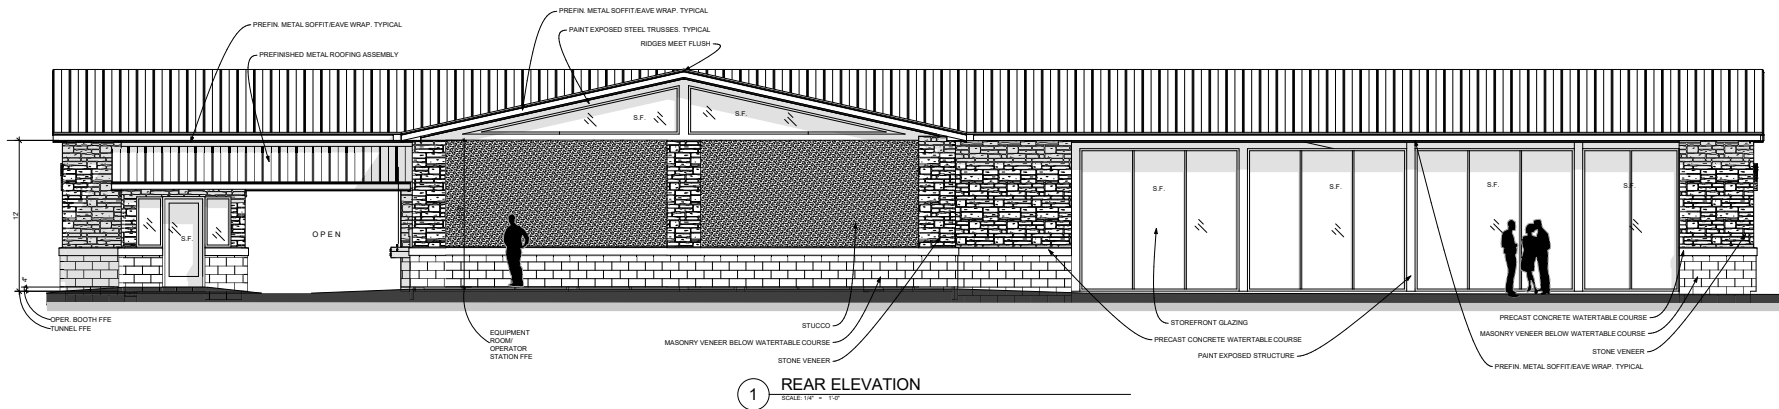 PREFIN. METAL SOFFIT/EAVE WRAP. TYPICAL
PREFINISHED METAL ROOFING ASSEMBLY
PREFIN. METAL SOFFIT/EAVE WRAP. TYPICAL
PAINT EXPOSED STEEL TRUSSES. TYPICAL
RIDGES MEET FLUSH
S.F.
S.F.
12'
4"
S.F.
OPEN
S.F.
S.F.
S.F.
S.F.
OPER. BOOTH FFE
TUNNEL FFE
EQUIPMENT
ROOM/
OPERATOR
STATION FFE
STUCCO
MASONRY VENEER BELOW WATERTABLE COURSE
STONE VENEER
STOREFRONT GLAZING
PRECAST CONCRETE WATERTABLE COURSE
PAINT EXPOSED STRUCTURE
PRECAST CONCRETE WATERTABLE COURSE
MASONRY VENEER BELOW WATERTABLE COURSE
STONE VENEER
PREFIN. METAL SOFFIT/EAVE WRAP. TYPICAL
1
REAR ELEVATION
SCALE: 1/4" = 1'-0"